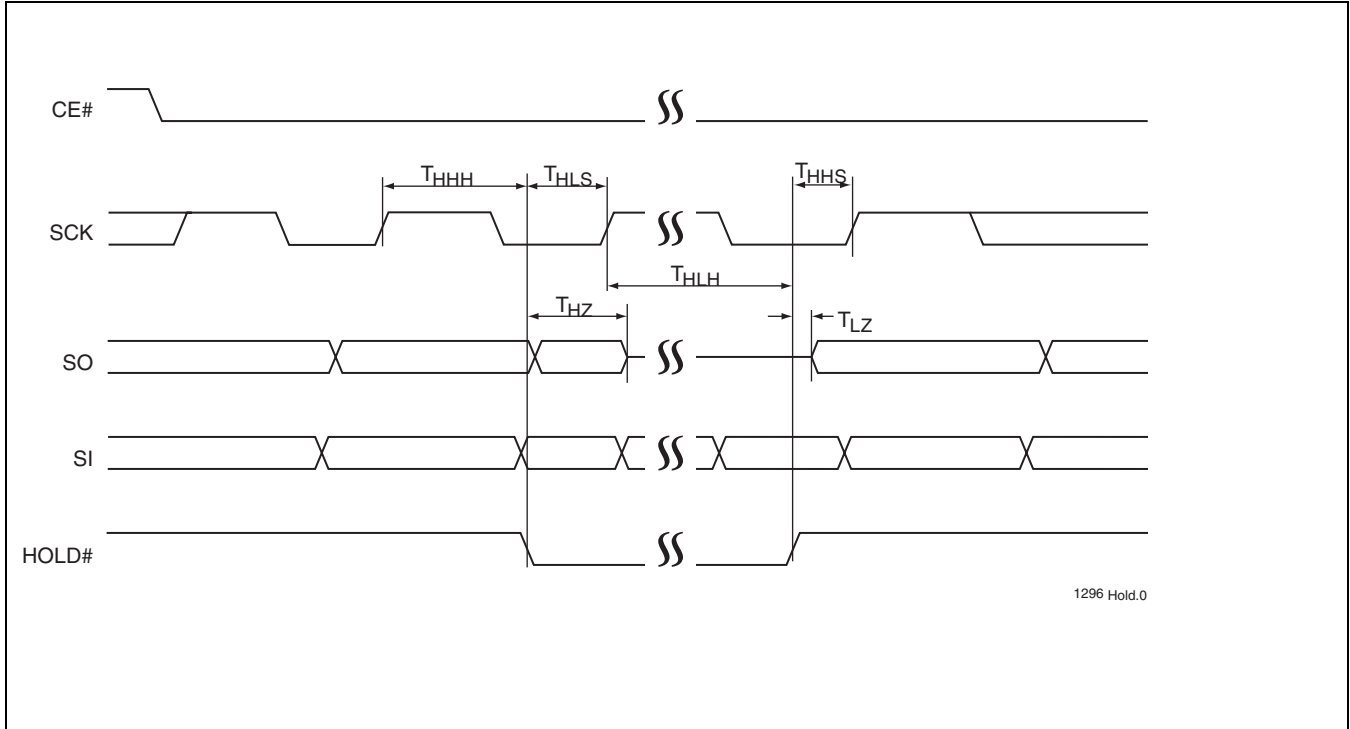 CE#
THHH
THLS
THHS
SCK
THLH
THZ
TLZ
SO
SI
HOLD#
1296 Hold.0